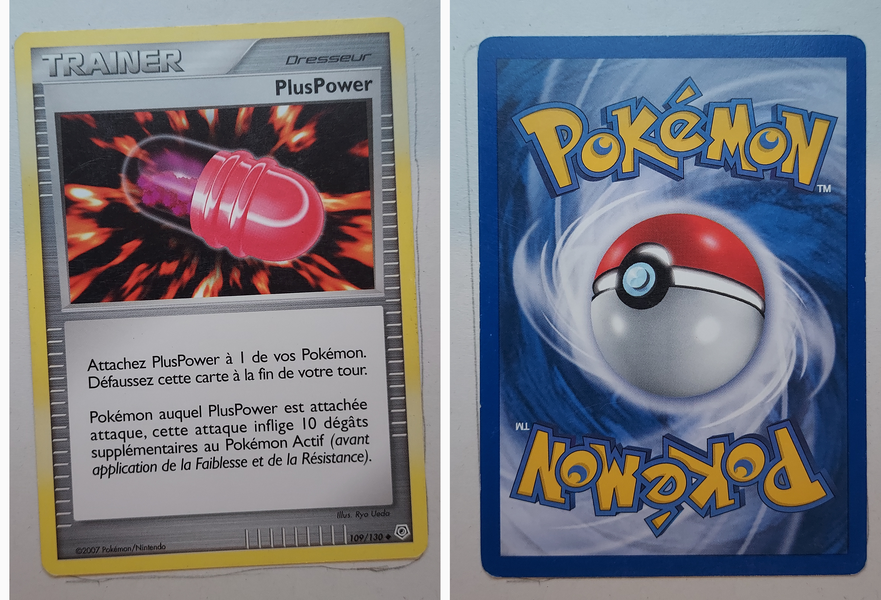 TRAINER
Dresseur
PlusPower
Attachez PlusPower à 1 de vos Pokémon.
Défaussez cette carte à la fin de votre tour.
Pokémon auquel PlusPower est attachée
attaque, cette attaque inflige 10 dégâts
supplémentaires au Pokémon Actif (avant
application de la Faiblesse et de la Résistance).
Illus. Ryo Ueda
©2007 Pokémon/Nintendo
109/130
POKéMON
TM
TM
POKéMON